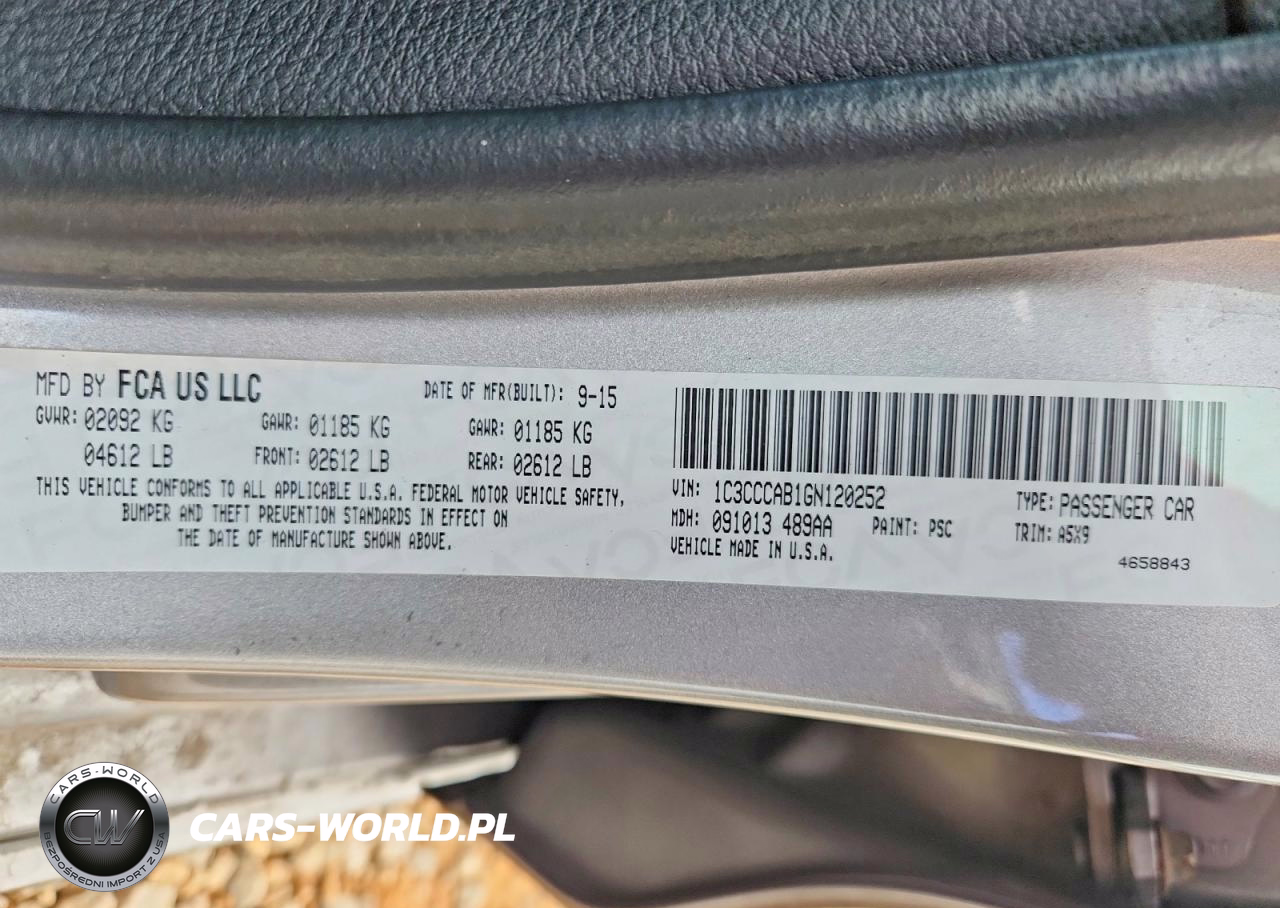 MFD BY FCA US LLC
DATE OF MFR(BUILT): 9-15
GVWR: 02092 KG
GAWR: 01185 KG
GAWR: 01185 KG
04612 LB
FRONT: 02612 LB
REAR: 02612 LB
THIS VEHICLE CONFORMS TO ALL APPLICABLE U.S.A. FEDERAL MOTOR VEHICLE SAFETY,
BUMPER AND THEFT PREVENTION STANDARDS IN EFFECT ON
THE DATE OF MANUFACTURE SHOWN ABOVE.
VIN: 1C3CCCAB1GN120252
TYPE: PASSENGER CAR
MDH: 091013 489AA
PAINT: PSC
TRIM: A5X9
VEHICLE MADE IN U.S.A.
4658843
CARS-WORLD
CW
BEZPOŚREDNI IMPORT Z USA
CARS-WORLD.PL